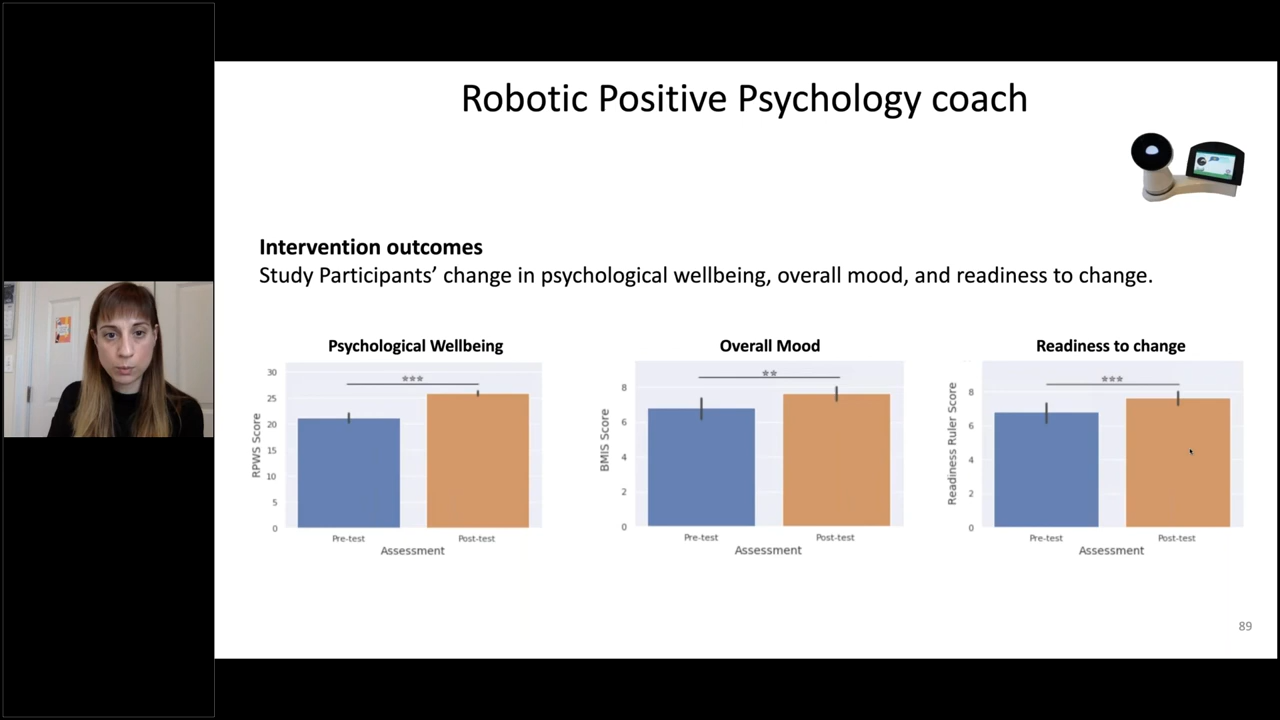 Robotic Positive Psychology coach
Intervention outcomes
Study Participants’ change in psychological wellbeing, overall mood, and readiness to change.
Psychological Wellbeing
30
25
20
15
10
5
0
RPWS Score
***
Pre-test
Post-test
Assessment
Overall Mood
8
6
4
2
0
BMIS Score
**
Pre-test
Post-test
Assessment
Readiness to change
8
6
4
2
0
Readiness Ruler Score
***
Pre-test
Post-test
Assessment
89